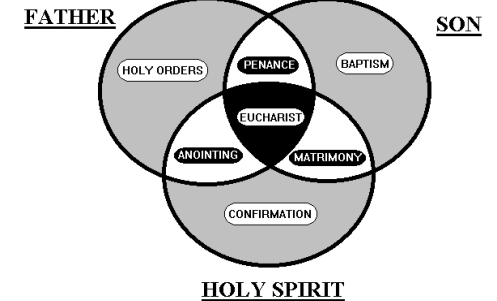 FATHER
SON
HOLY ORDERS
PENANCE
BAPTISM
EUCHARIST
ANOINTING
MATRIMONY
CONFIRMATION
HOLY SPIRIT